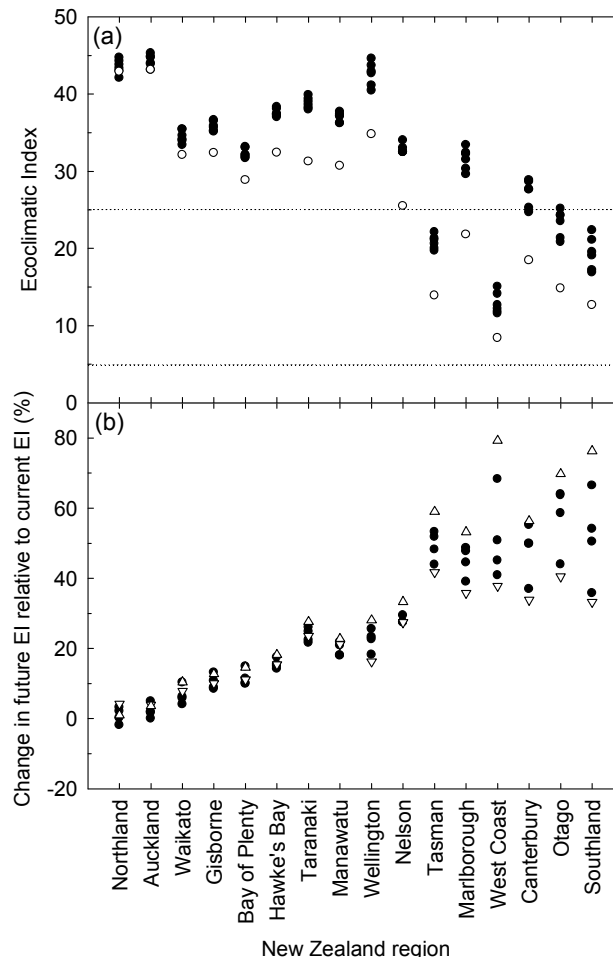 (a)
50
40
30
20
10
0
Ecoclimatic Index
(b)
80
60
40
20
0
-20
Change in future EI relative to current EI (%)
Northland
Auckland
Waikato
Gisborne
Bay of Plenty
Hawke's Bay
Taranaki
Manawatu
Wellington
Nelson
Tasman
Marlborough
West Coast
Canterbury
Otago
Southland
New Zealand region